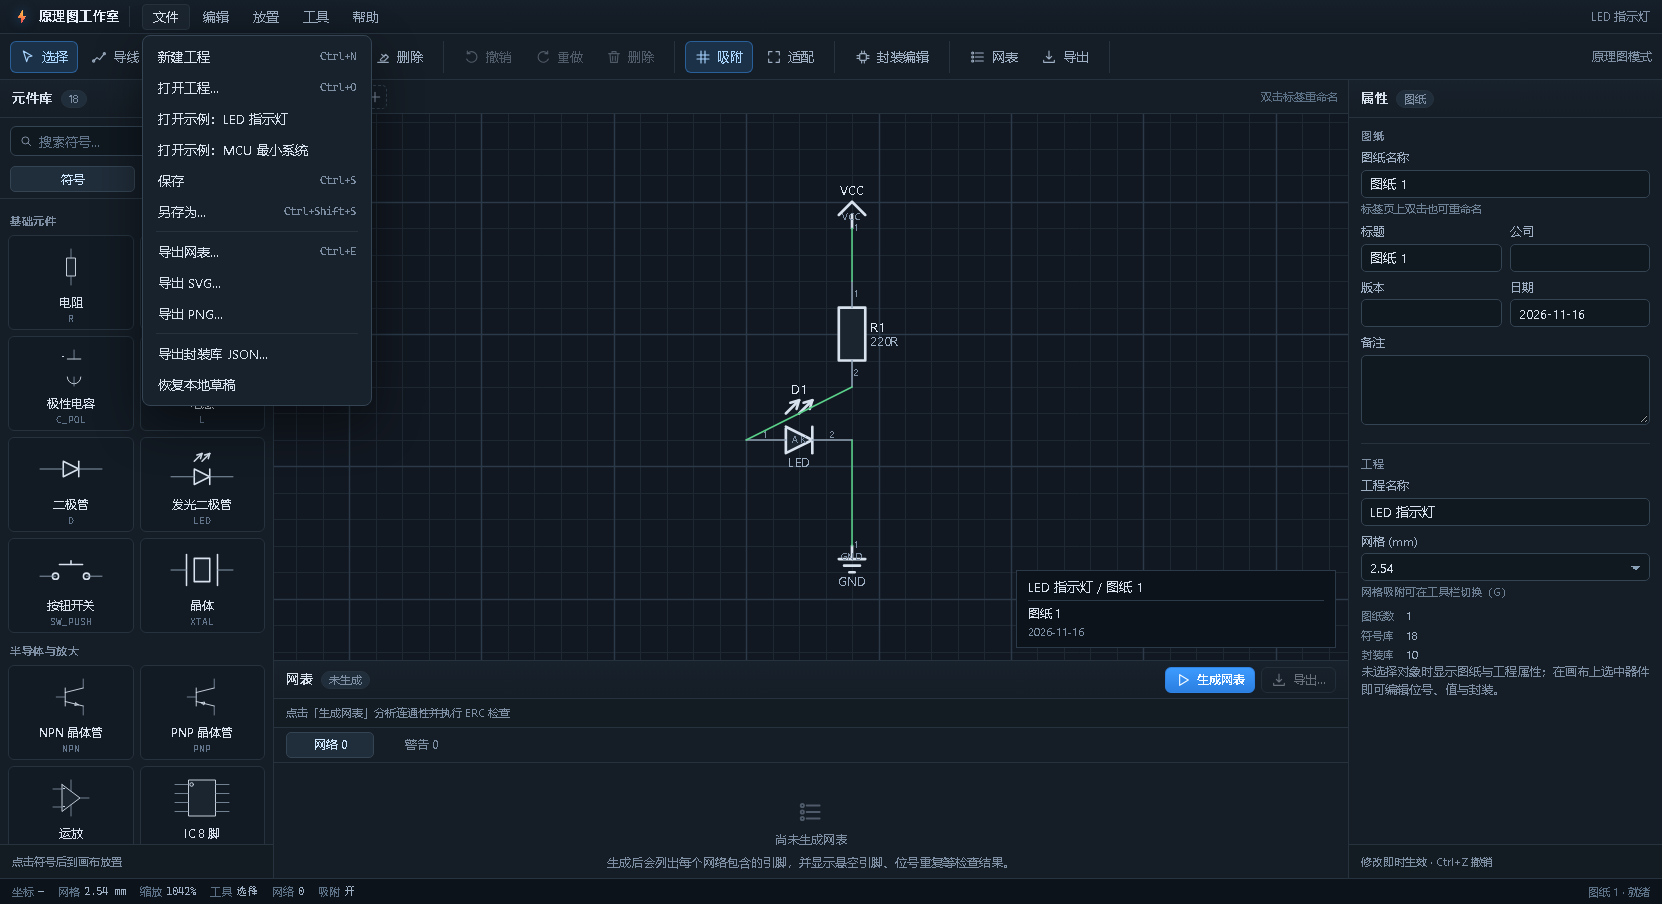 原理图工作室
文件 编辑 放置 工具 帮助
LED 指示灯
选择 导线 删除 撤销 重做 删除 吸附 适配 封装编辑 网表 导出
原理图模式
新建工程 Ctrl+N
打开工程... Ctrl+O
打开示例：LED 指示灯
打开示例：MCU 最小系统
保存 Ctrl+S
另存为... Ctrl+Shift+S
导出网表... Ctrl+E
导出 SVG...
导出 PNG...
导出封装库 JSON...
恢复本地草稿
元件库 18
搜索符号...
符号
基础元件
电阻
R
极性电容
C_POL
L
二极管
D
发光二极管
LED
按钮开关
SW_PUSH
晶体
XTAL
半导体与放大
NPN 晶体管
NPN
PNP 晶体管
PNP
运放
IC 8 脚
点击符号后到画布放置
+
双击标签重命名
VCC
VCC
1
1
R1
220R
2
D1
1
A K
2
LED
1
GND
GND
LED 指示灯 / 图纸 1
图纸 1
2026-11-16
网表 未生成
生成网表
导出...
点击「生成网表」分析连通性并执行 ERC 检查
网络 0
警告 0
尚未生成网表
生成后会列出每个网络包含的引脚，并显示悬空引脚、位号重复等检查结果。
属性 图纸
图纸
图纸名称
图纸 1
标签页上双击也可重命名
标题 公司
图纸 1
版本 日期
2026-11-16
备注
工程
工程名称
LED 指示灯
网格 (mm)
2.54
网格吸附可在工具栏切换（G）
图纸数 1
符号库 18
封装库 10
未选择对象时显示图纸与工程属性；在画布上选中器件
即可编辑位号、值与封装。
修改即时生效 · Ctrl+Z 撤销
坐标 — 网格 2.54 mm 缩放 1042% 工具 选择 网络 0 吸附 开
图纸 1 · 就绪